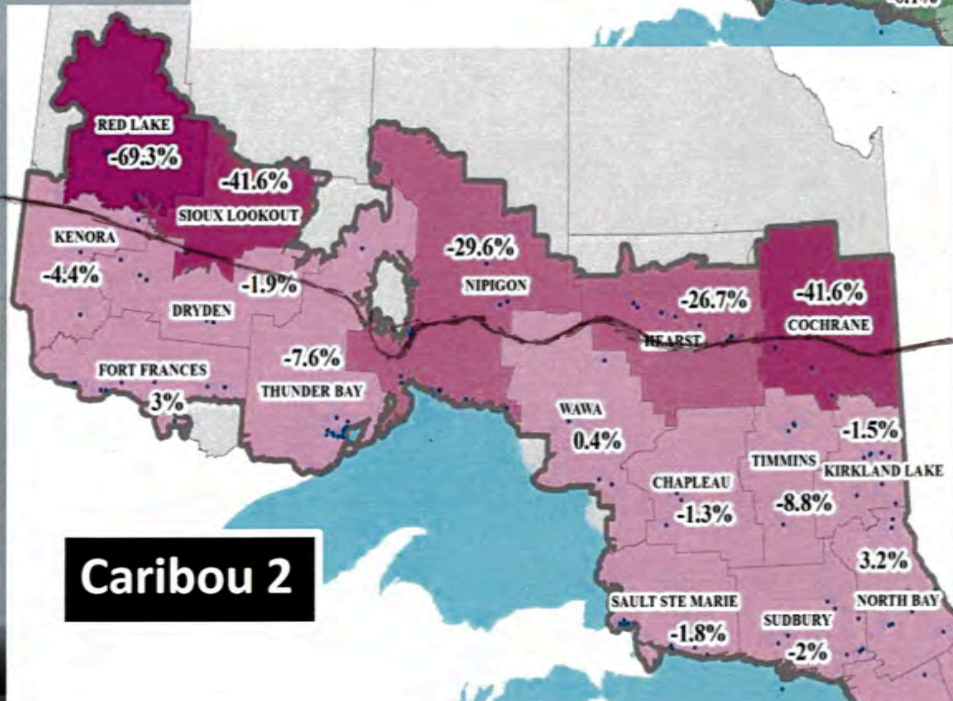 RED LAKE
-69.3%
-41.6%
SIOUX LOOKOUT
KENORA
-4.4%
-1.9%
DRYDEN
-29.6%
NIPIGON
-26.7%
HEARST
-41.6%
COCHRANE
FORT FRANCES
3%
-7.6%
THUNDER BAY
WAWA
0.4%
-1.5%
KIRKLAND LAKE
TIMMINS
-8.8%
CHAPLEAU
-1.3%
3.2%
NORTH BAY
Caribou 2
SAULT STE MARIE
-1.8%
SUDBURY
-2%